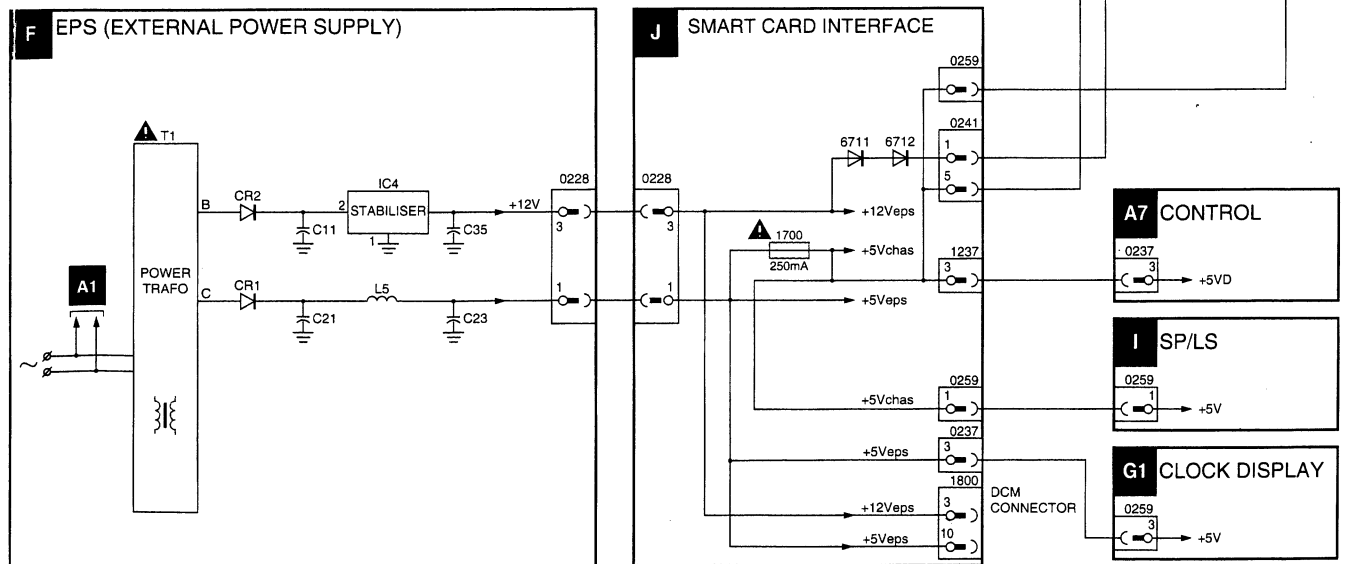 F EPS (EXTERNAL POWER SUPPLY)
T1
POWER
TRAFO
A1
~
B
CR2
C11
IC4
2 STABILISER
1
C35
+12V
0228
3
C
CR1
C21
L5
C23
1
J SMART CARD INTERFACE
0228
3
1
6711 6712
+12Veps
1700
250mA
+5Vchas
+5Veps
0259
0241
1
5
1237
3
+5Vchas
0259
1
+5Veps
0237
3
1800
+12Veps
3
+5Veps
10
DCM
CONNECTOR
A7 CONTROL
0237
3
+5VD
I SP/LS
0259
1
+5V
G1 CLOCK DISPLAY
0259
3
+5V